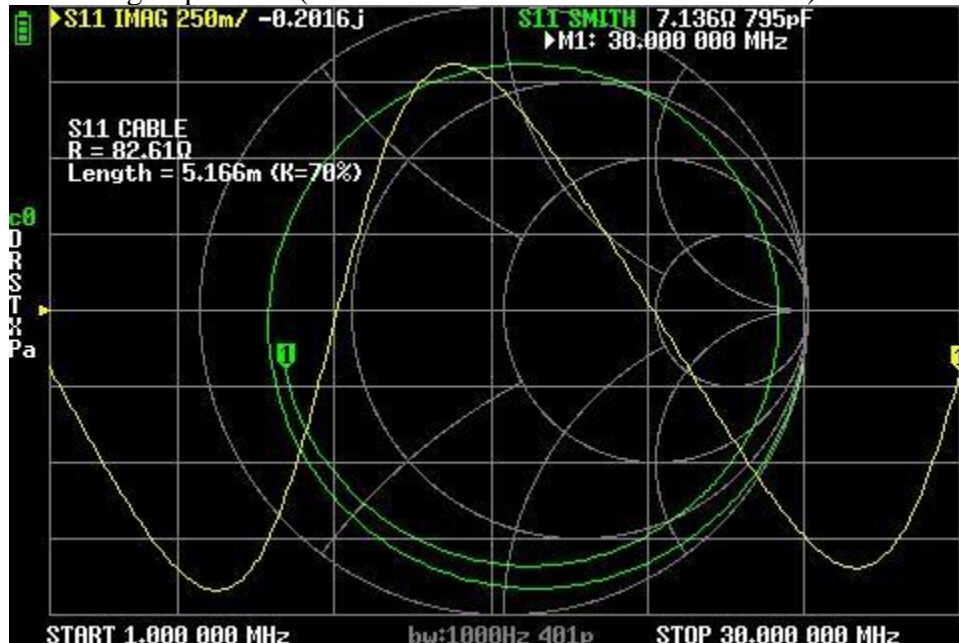 S11 IMAG 250m/ -0.2016j
S11 SMITH 7.136Ω 795pF
M1: 30.000 000 MHz
S11 CABLE
R = 82.61Ω
Length = 5.166m (K=70%)
c0
D
R
S
T
X
Pa
1
1
START 1.000 000 MHz
bw:1000Hz 401p
STOP 30.000 000 MHz